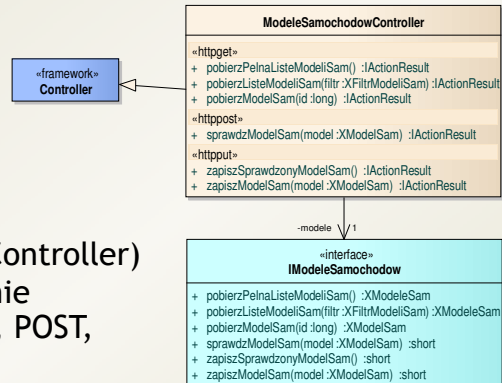 ModeleSamochodowController
«httpget»
+ pobierzPelnaListeModeliSam() :IActionResult
+ pobierzListeModeliSam(filtr :XFiltrModeliSam) :IActionResult
+ pobierzModelSam(id :long) :IActionResult
«httppost»
+ sprawdzModelSam(model :XModelSam) :IActionResult
«httpput»
+ zapiszSprawdzonyModelSam() :IActionResult
+ zapiszModelSam(model :XModelSam) :IActionResult
«framework»
Controller
-modele
1
ontroller)
nie
POST,
«interface»
IModeleSamochodow
+ pobierzPelnaListeModeliSam() :XModeleSam
+ pobierzListeModeliSam(filtr :XFiltrModeliSam) :XModeleSam
+ pobierzModelSam(id :long) :XModelSam
+ sprawdzModelSam(model :XModelSam) :short
+ zapiszSprawdzonyModelSam() :short
+ zapiszModelSam(model :XModelSam) :short